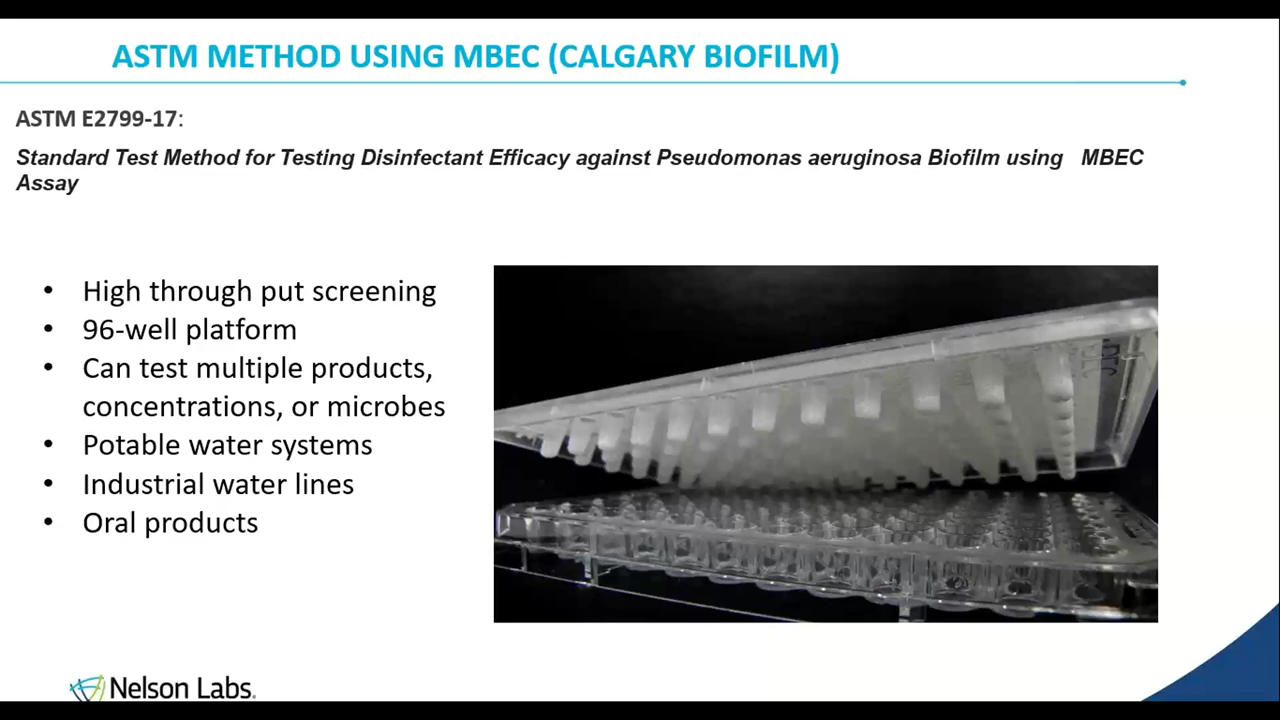 ASTM METHOD USING MBEC (CALGARY BIOFILM)
ASTM E2799-17:
Standard Test Method for Testing Disinfectant Efficacy against Pseudomonas aeruginosa Biofilm using MBEC
Assay
• High through put screening
• 96-well platform
• Can test multiple products,
concentrations, or microbes
• Potable water systems
• Industrial water lines
• Oral products
Nelson Labs.